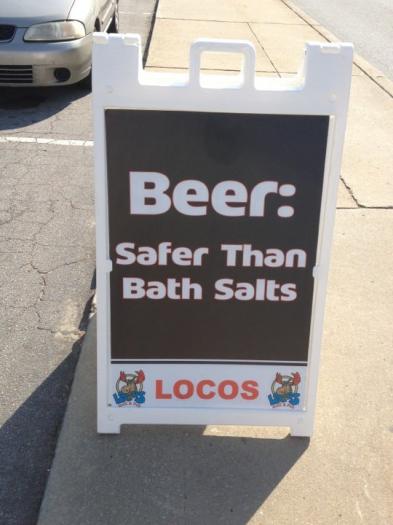 Beer:
Safer Than
Bath Salts
LOCOS